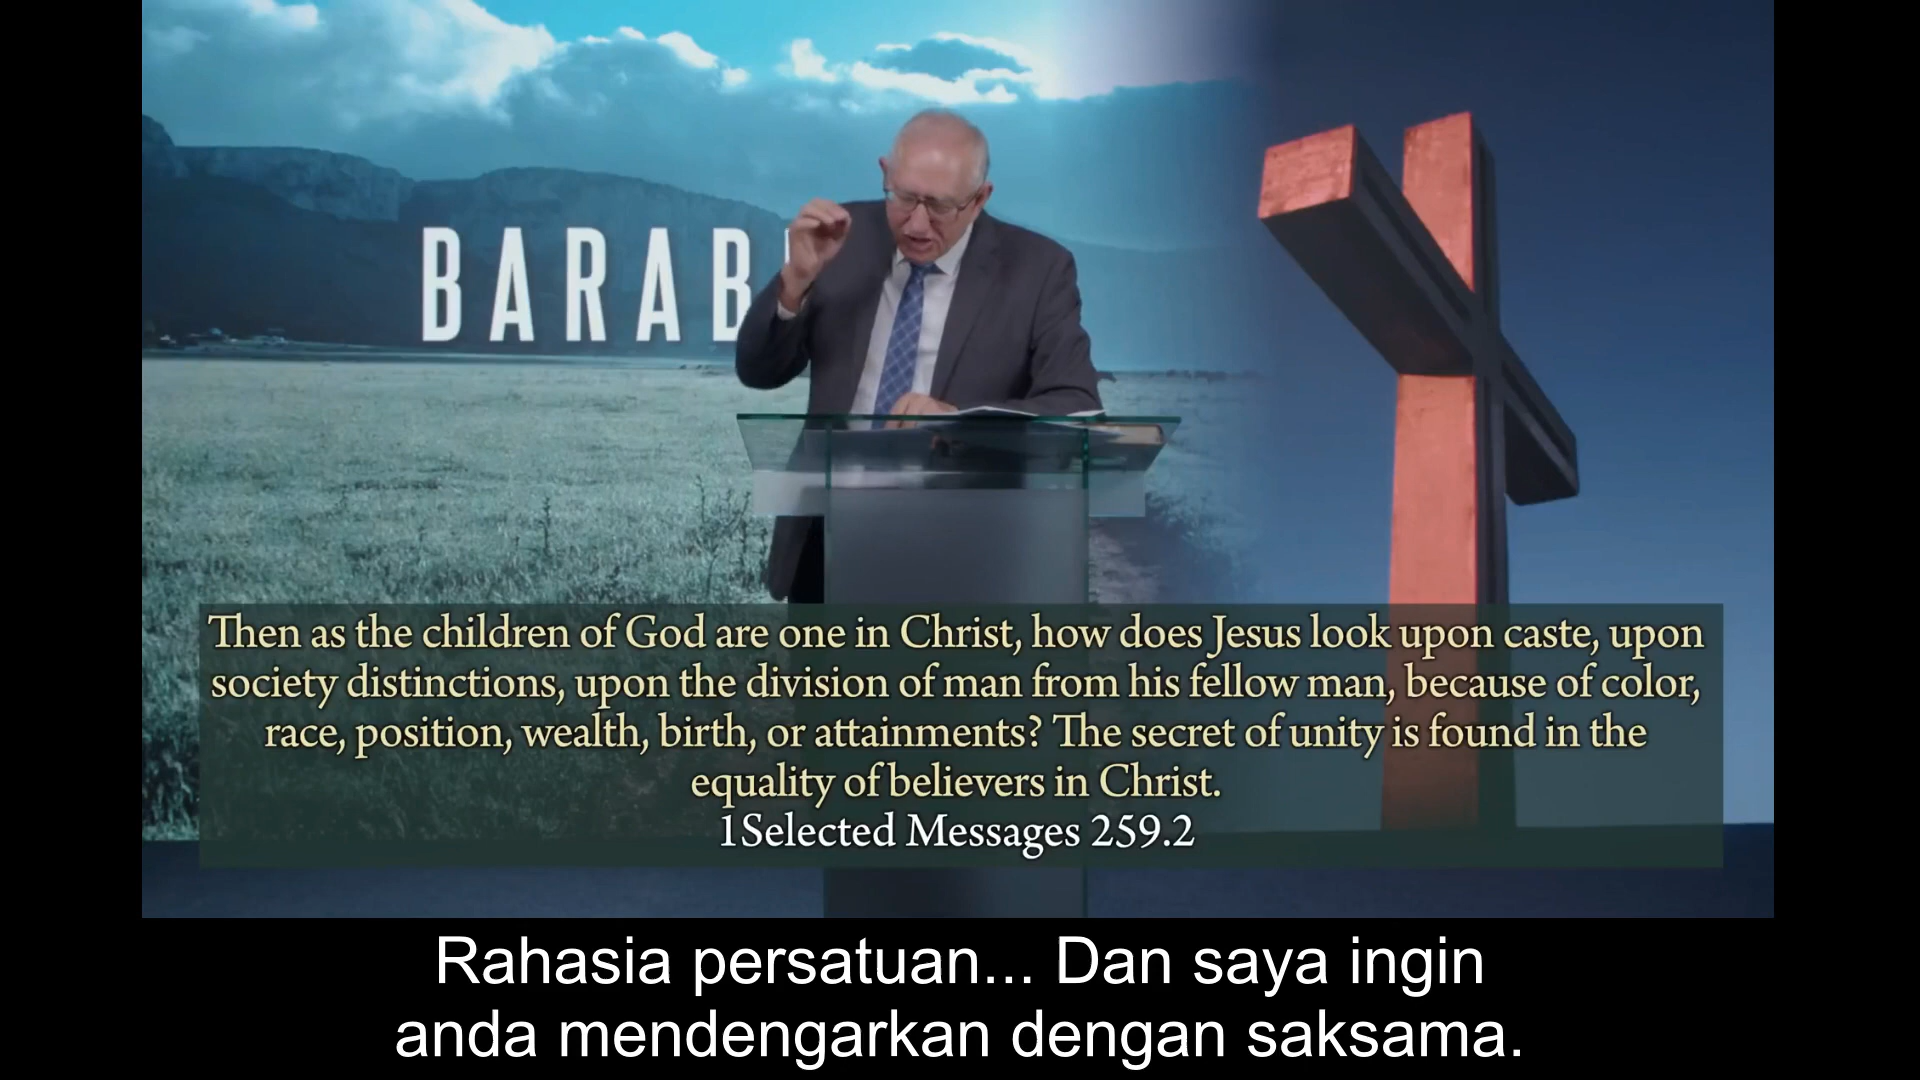 BARAB
Then as the children of God are one in Christ, how does Jesus look upon caste, upon
society distinctions, upon the division of man from his fellow man, because of color,
race, position, wealth, birth, or attainments? The secret of unity is found in the
equality of believers in Christ.
1Selected Messages 259.2
Rahasia persatuan... Dan saya ingin
anda mendengarkan dengan saksama.